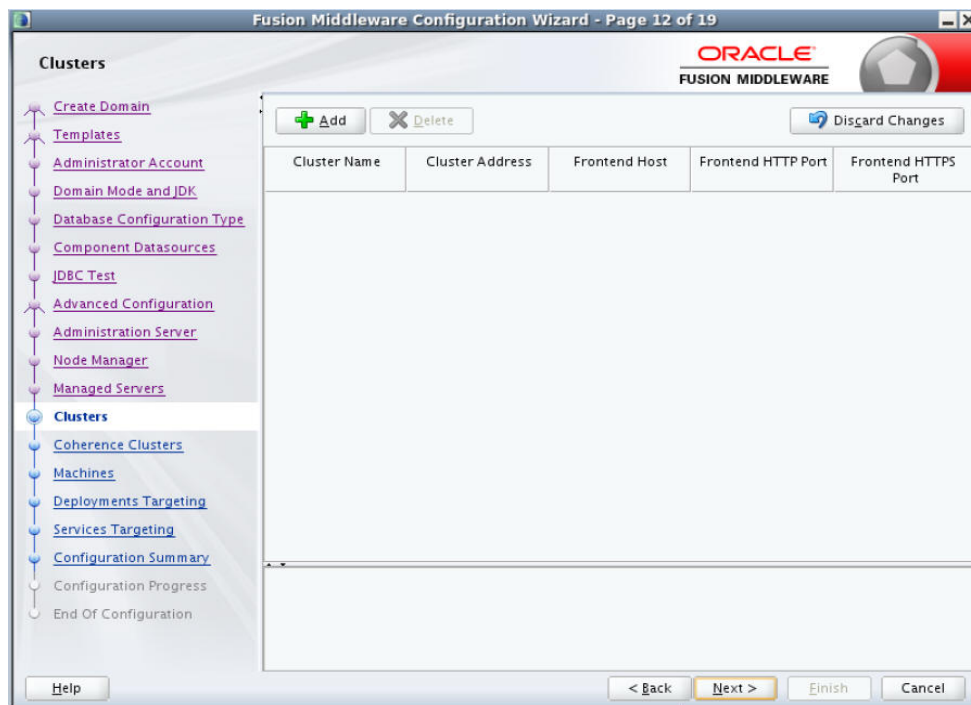 Fusion Middleware Configuration Wizard - Page 12 of 19
Clusters
ORACLE
FUSION MIDDLEWARE
Create Domain
Templates
Administrator Account
Domain Mode and JDK
Database Configuration Type
Component Datasources
JDBC Test
Advanced Configuration
Administration Server
Node Manager
Managed Servers
Clusters
Coherence Clusters
Machines
Deployments Targeting
Services Targeting
Configuration Summary
Configuration Progress
End Of Configuration
Add Delete Discard Changes
Cluster Name Cluster Address Frontend Host Frontend HTTP Port Frontend HTTPS
Port
Help < Back Next > Finish Cancel